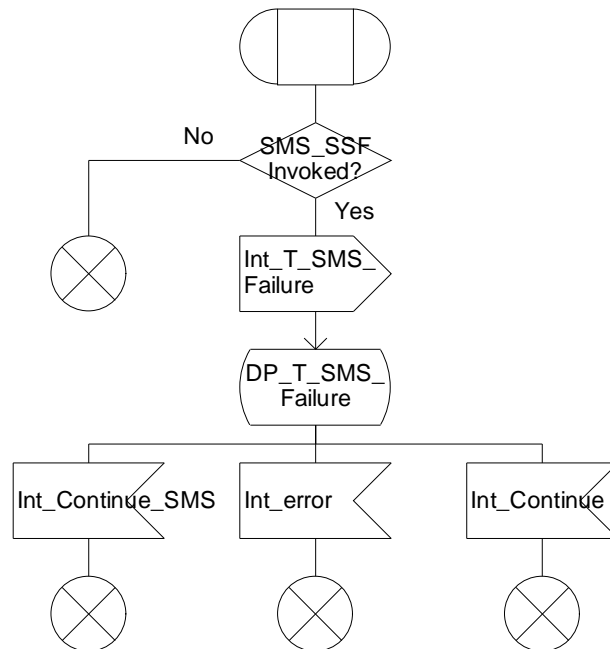 No
SMS_SSF
Invoked?
Yes
Int_T_SMS_
Failure
DP_T_SMS_
Failure
Int_Continue_SMS
Int_error
Int_Continue